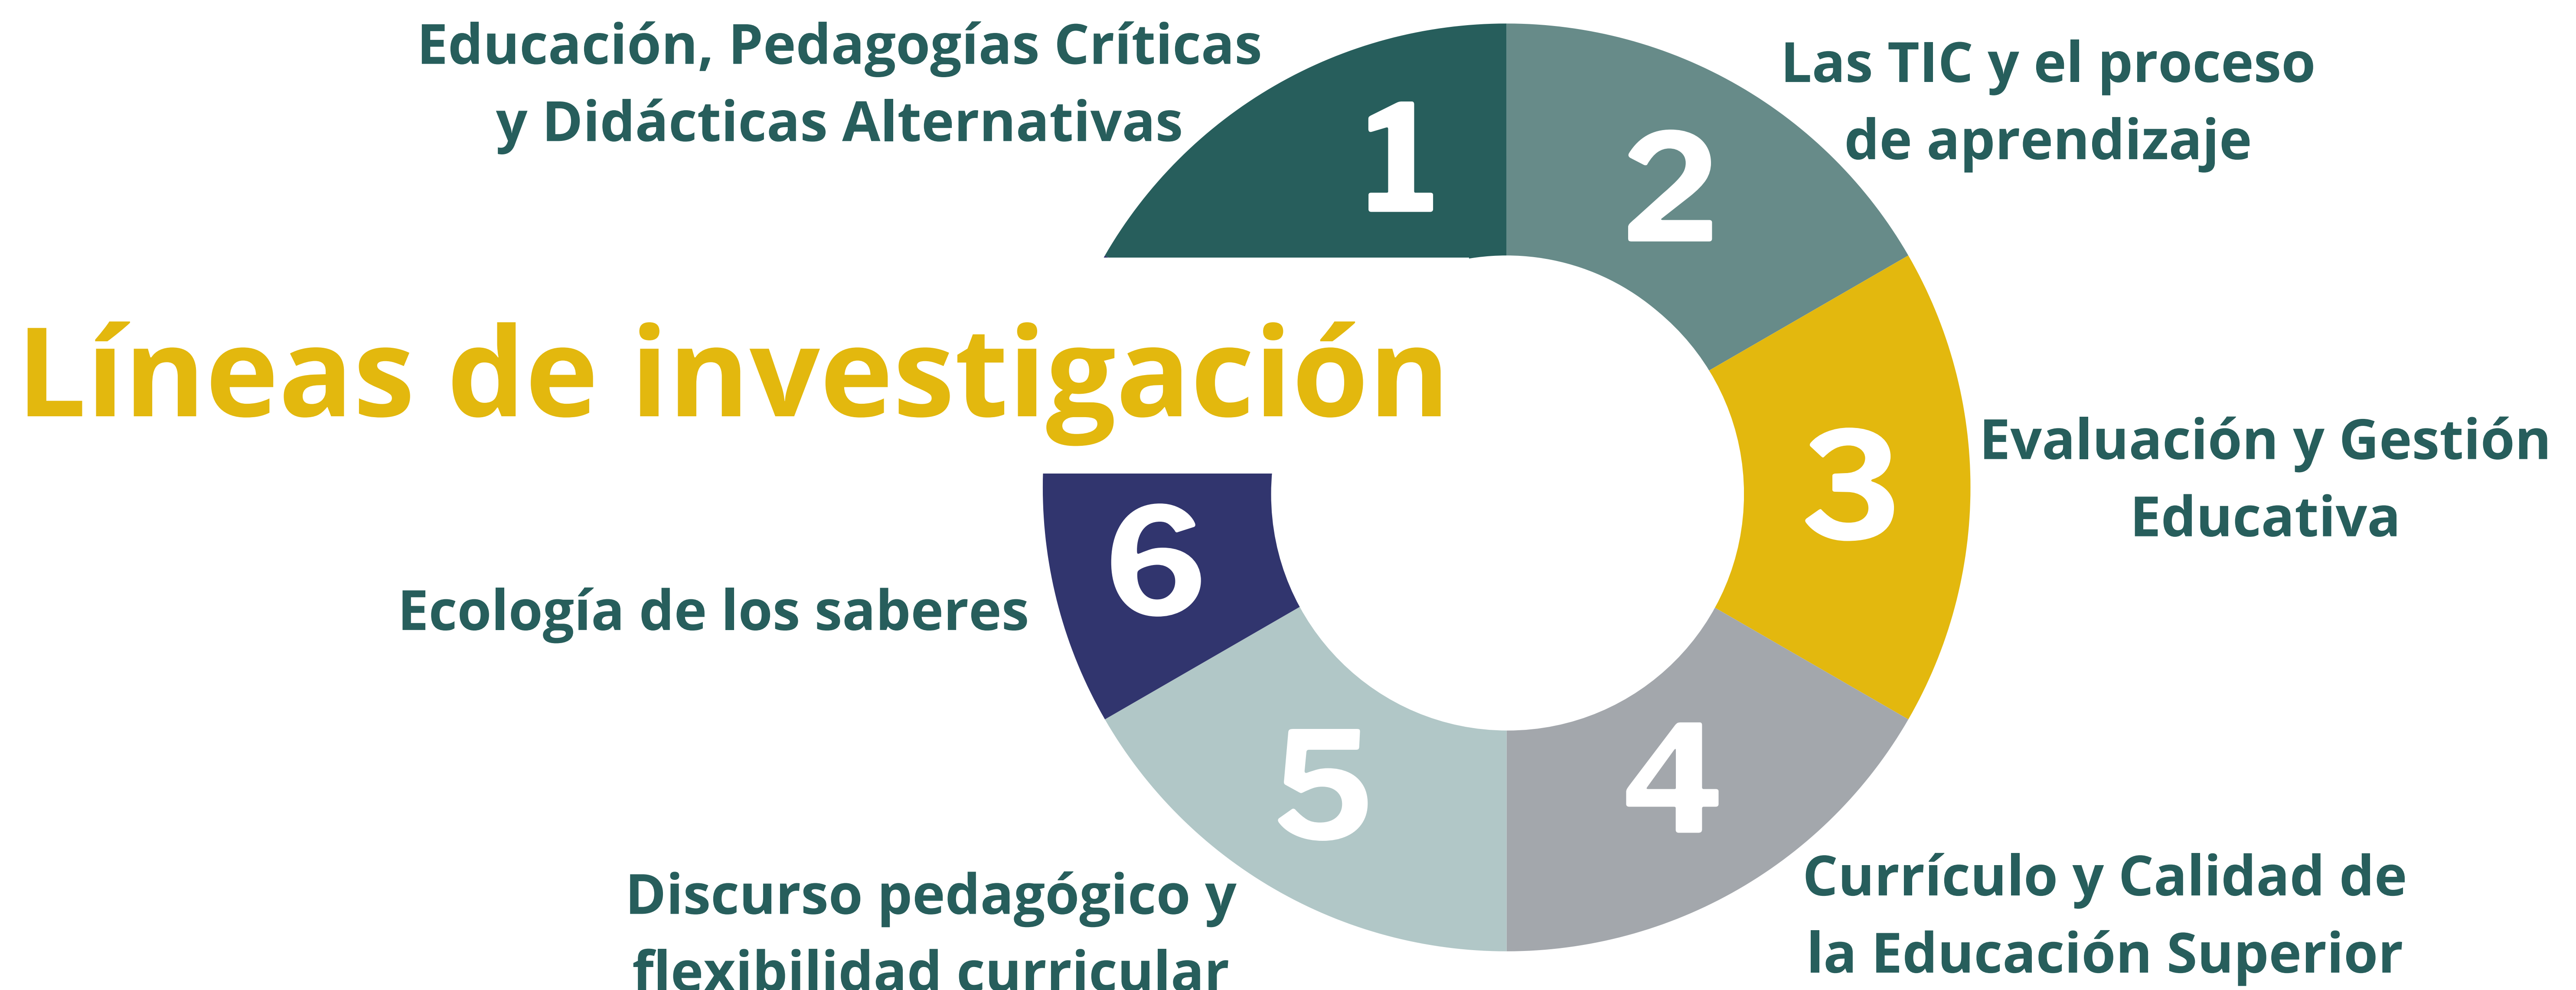 Líneas de investigación
1
Educación, Pedagogías Críticas
y Didácticas Alternativas
2
Las TIC y el proceso
de aprendizaje
3
Evaluación y Gestión
Educativa
4
Currículo y Calidad de
la Educación Superior
5
Discurso pedagógico y
flexibilidad curricular
6
Ecología de los saberes